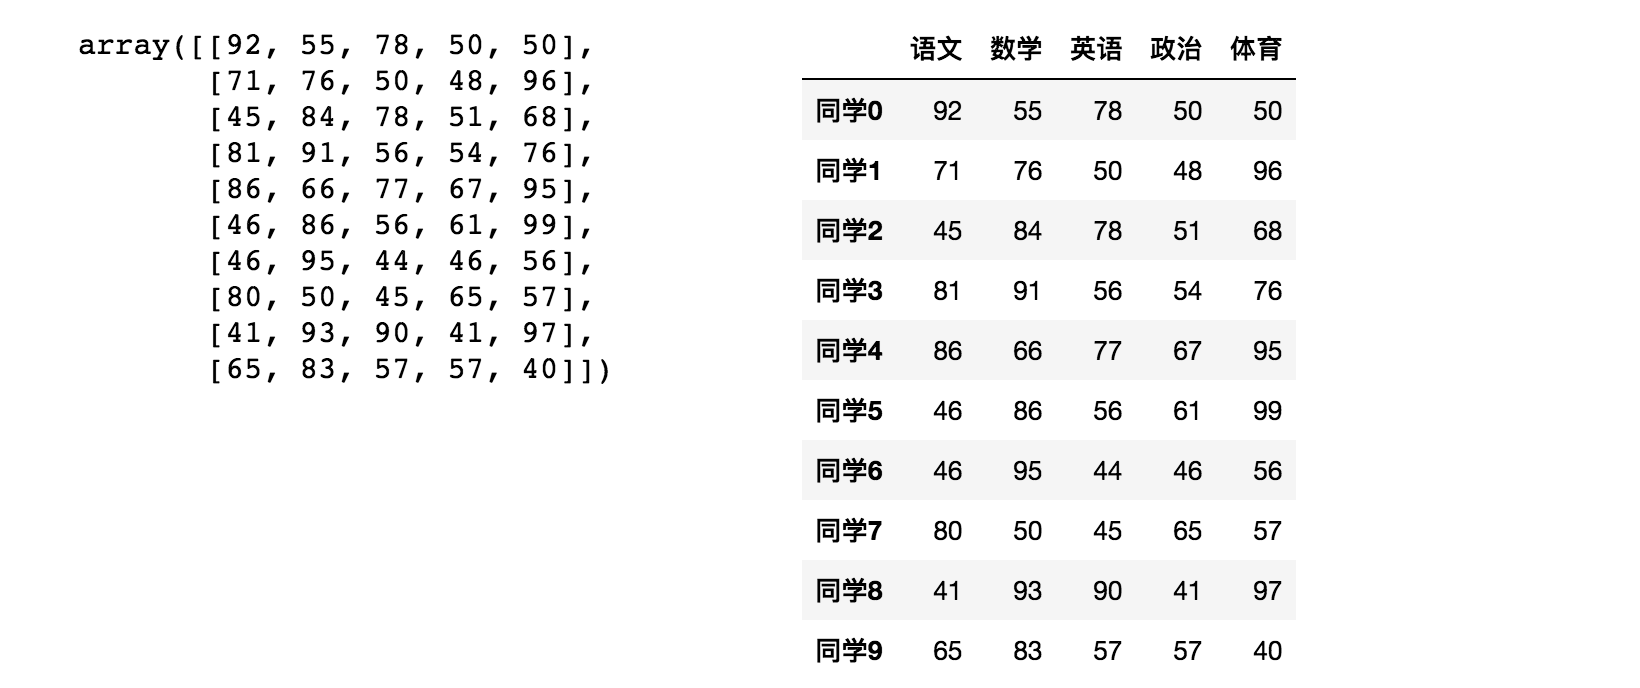 array([[92, 55, 78, 50, 50],
[71, 76, 50, 48, 96],
[45, 84, 78, 51, 68],
[81, 91, 56, 54, 76],
[86, 66, 77, 67, 95],
[46, 86, 56, 61, 99],
[46, 95, 44, 46, 56],
[80, 50, 45, 65, 57],
[41, 93, 90, 41, 97],
[65, 83, 57, 57, 40]])
语文 数学 英语 政治 体育
同学0 92 55 78 50 50
同学1 71 76 50 48 96
同学2 45 84 78 51 68
同学3 81 91 56 54 76
同学4 86 66 77 67 95
同学5 46 86 56 61 99
同学6 46 95 44 46 56
同学7 80 50 45 65 57
同学8 41 93 90 41 97
同学9 65 83 57 57 40